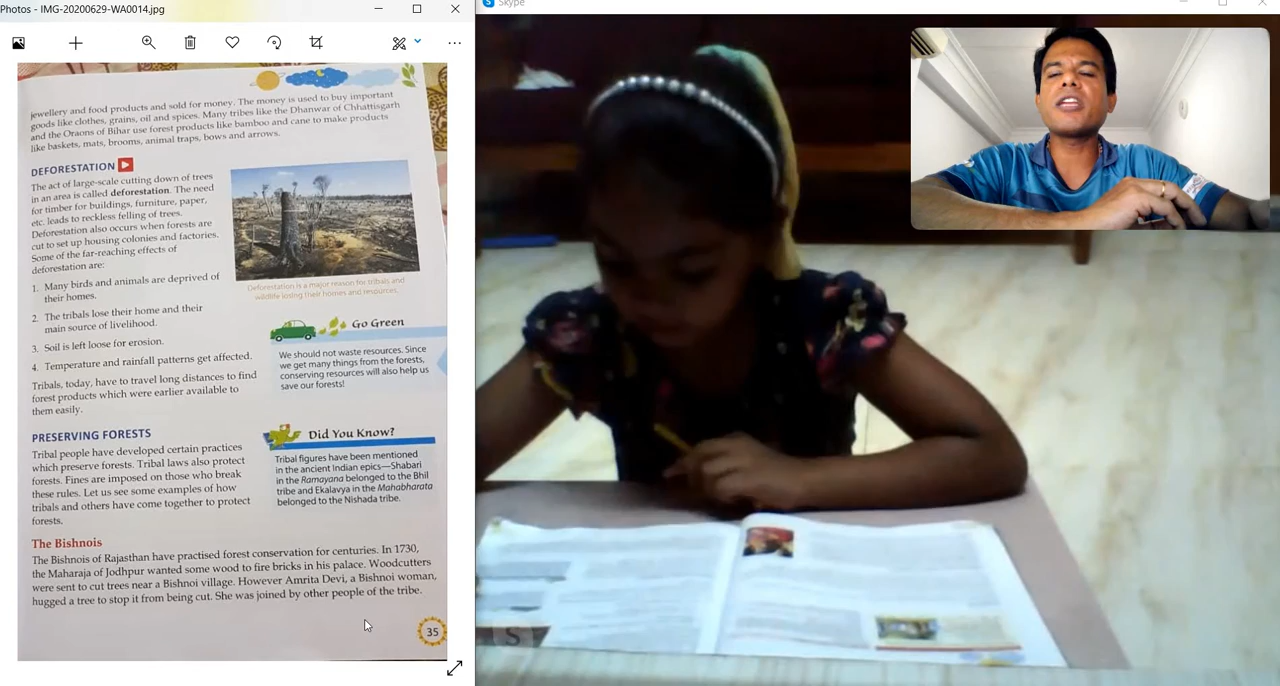 Photos - IMG-20200629-WA0014.jpg
Skype
jewellery and food products and sold for money. The money is used to buy important
goods like clothes, grains, oil and spices. Many tribes like the Dhanwar of Chhattisgarh
and the Oraons of Bihar use forest products like bamboo and cane to make products
like baskets, mats, brooms, animal traps, bows and arrows.
DEFORESTATION
The act of large-scale cutting down of trees
in an area is called deforestation. The need
for timber for buildings, furniture, paper,
etc. leads to reckless felling of trees.
Deforestation also occurs when forests are
cut to set up housing colonies and factories.
Some of the far-reaching effects of
deforestation are:
1. Many birds and animals are deprived of
their homes.
2. The tribals lose their home and their
main source of livelihood.
3. Soil is left loose for erosion.
4. Temperature and rainfall patterns get affected.
Tribals, today, have to travel long distances to find
forest products which were earlier available to
them easily.
Deforestation is a major reason for tribals and
wildlife losing their homes and resources.
Go Green
We should not waste resources. Since
we get many things from the forests,
conserving resources will also help us
save our forests!
PRESERVING FORESTS
Tribal people have developed certain practices
which preserve forests. Tribal laws also protect
forests. Fines are imposed on those who break
these rules. Let us see some examples of how
tribals and others have come together to protect
forests.
Did You Know?
Tribal figures have been mentioned
in the ancient Indian epics—Shabari
in the Ramayana belonged to the Bhil
tribe and Ekalavya in the Mahabharata
belonged to the Nishada tribe.
The Bishnois
The Bishnois of Rajasthan have practised forest conservation for centuries. In 1730,
the Maharaja of Jodhpur wanted some wood to fire bricks in his palace. Woodcutters
were sent to cut trees near a Bishnoi village. However Amrita Devi, a Bishnoi woman,
hugged a tree to stop it from being cut. She was joined by other people of the tribe.
35